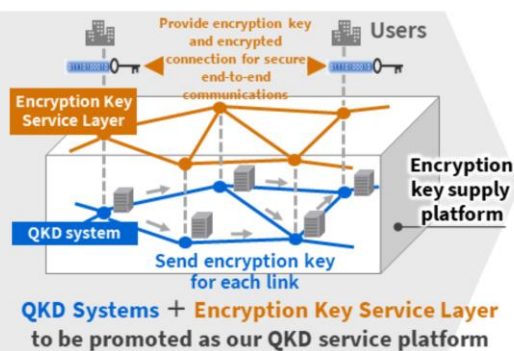 Provide encryption key
and encrypted
connection for secure
end-to-end
communications
Users
Encryption Key
Service Layer
Encryption
key supply
platform
QKD system
Send encryption key
for each link
QKD Systems + Encryption Key Service Layer
to be promoted as our QKD service platform